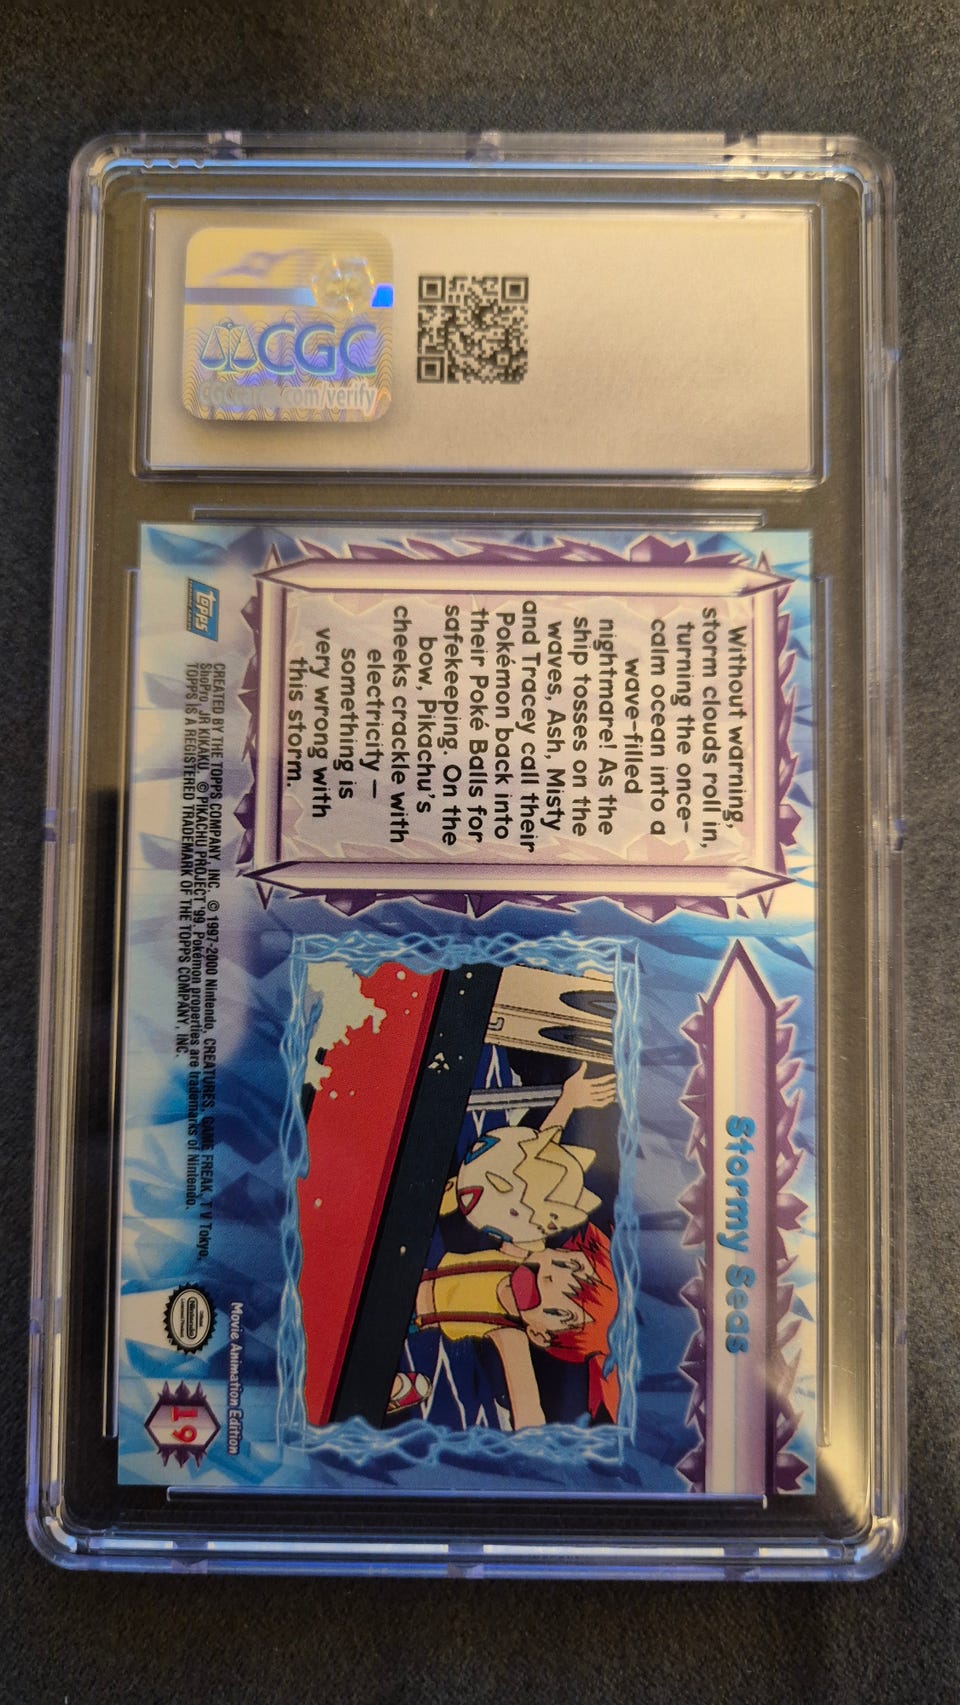 CGC
CGCcards.com/verify
Stormy Seas
Without warning,
storm clouds roll in,
turning the once-
calm ocean into a
wave-filled
nightmare! As the
ship tosses on the
waves, Ash, Misty
and Tracey call their
Pokémon back into
their Poké Balls for
safekeeping. On the
bow, Pikachu's
cheeks crackle with
electricity —
something is
very wrong with
this storm.
Movie Animation Edition
19
topps
CREATED BY THE TOPPS COMPANY, INC. © 1997-2000 Nintendo, CREATURES, GAME FREAK, TV Tokyo,
ShoPro, JR KIKAKU. © PIKACHU PROJECT '99. Pokémon properties are trademarks of Nintendo.
TOPPS IS A REGISTERED TRADEMARK OF THE TOPPS COMPANY, INC.
Nintendo